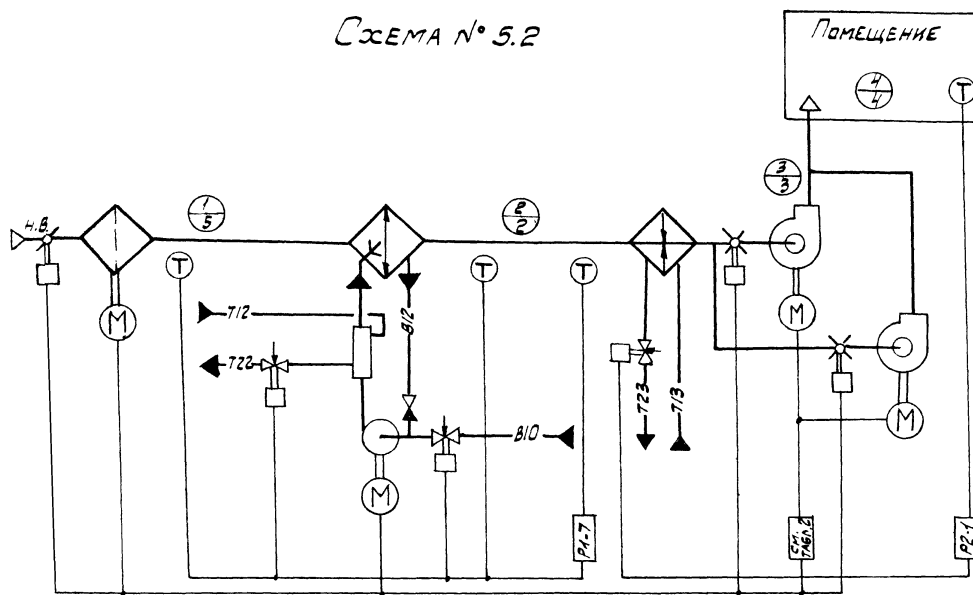 СХЕМА № 5.2
ПОМЕЩЕНИЕ
4
4
Т
3
3
Н.В.
1
5
2
2
Т
Т
Т
Т12
В12
Т22
М
М
Т23
Т13
В10
М
М
Р1-7
СМ.
ТАБЛ.2
Р2-1